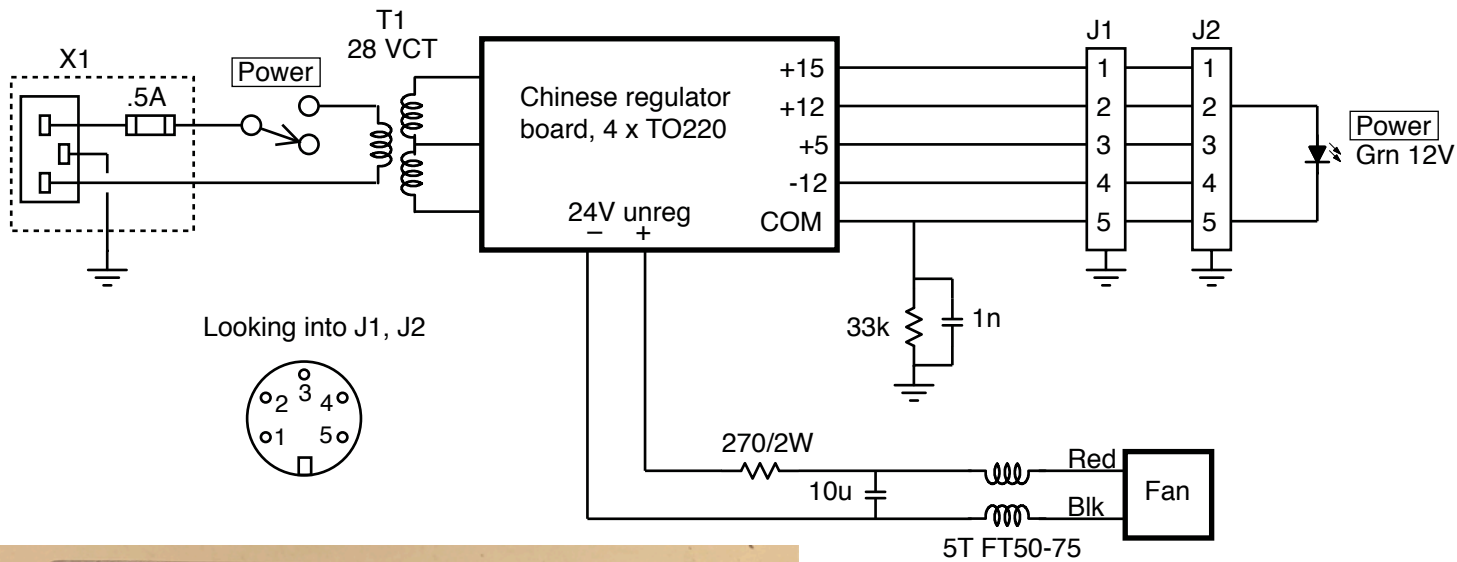 T1
28 VCT
X1
Power
.5A
Chinese regulator
board, 4 x TO220
+15
+12
+5
-12
COM
24V unreg
– +
J1
1
2
3
4
5
J2
1
2
3
4
5
Power
Grn 12V
33k
1n
Looking into J1, J2
3
2 4
1 5
270/2W
10u
Red
Blk
Fan
5T FT50-75